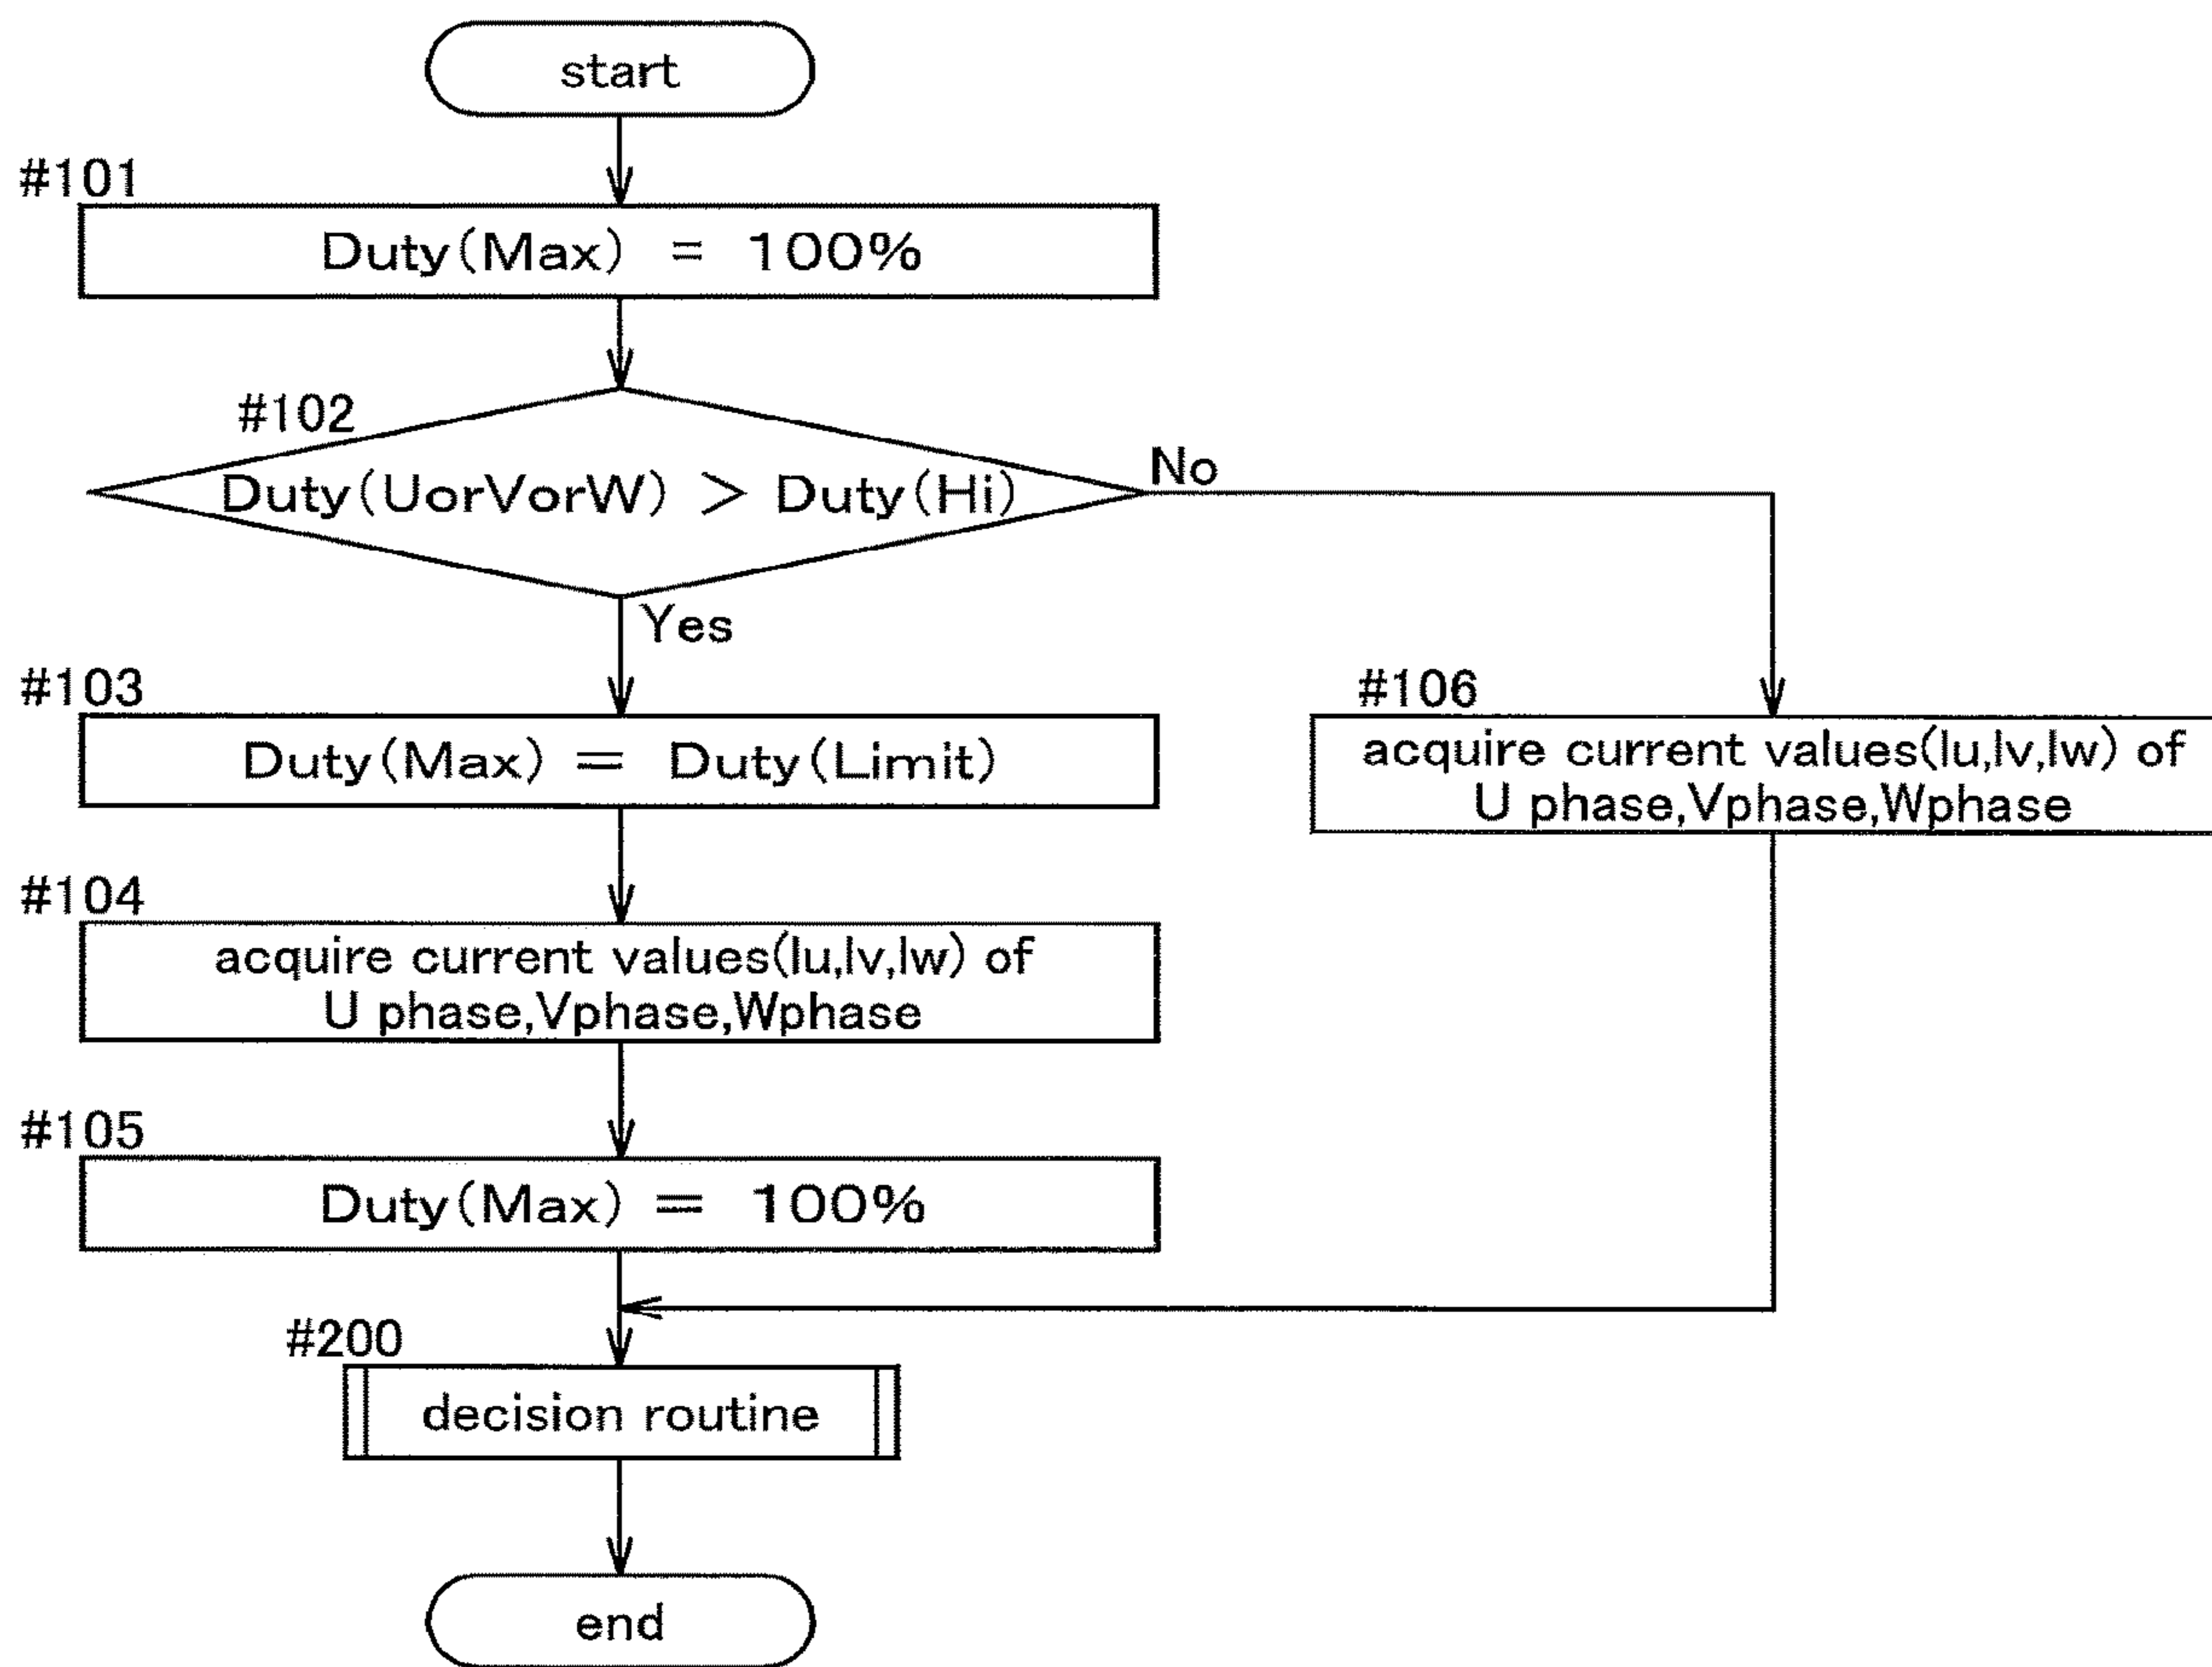 start
#101
Duty(Max) = 100%
#102
Duty(UorVorW) > Duty(Hi)
No
Yes
#103
Duty(Max) = Duty(Limit)
#106
acquire current values(Iu,Iv,Iw) of
U phase,Vphase,Wphase
#104
acquire current values(Iu,Iv,Iw) of
U phase,Vphase,Wphase
#105
Duty(Max) = 100%
#200
decision routine
end